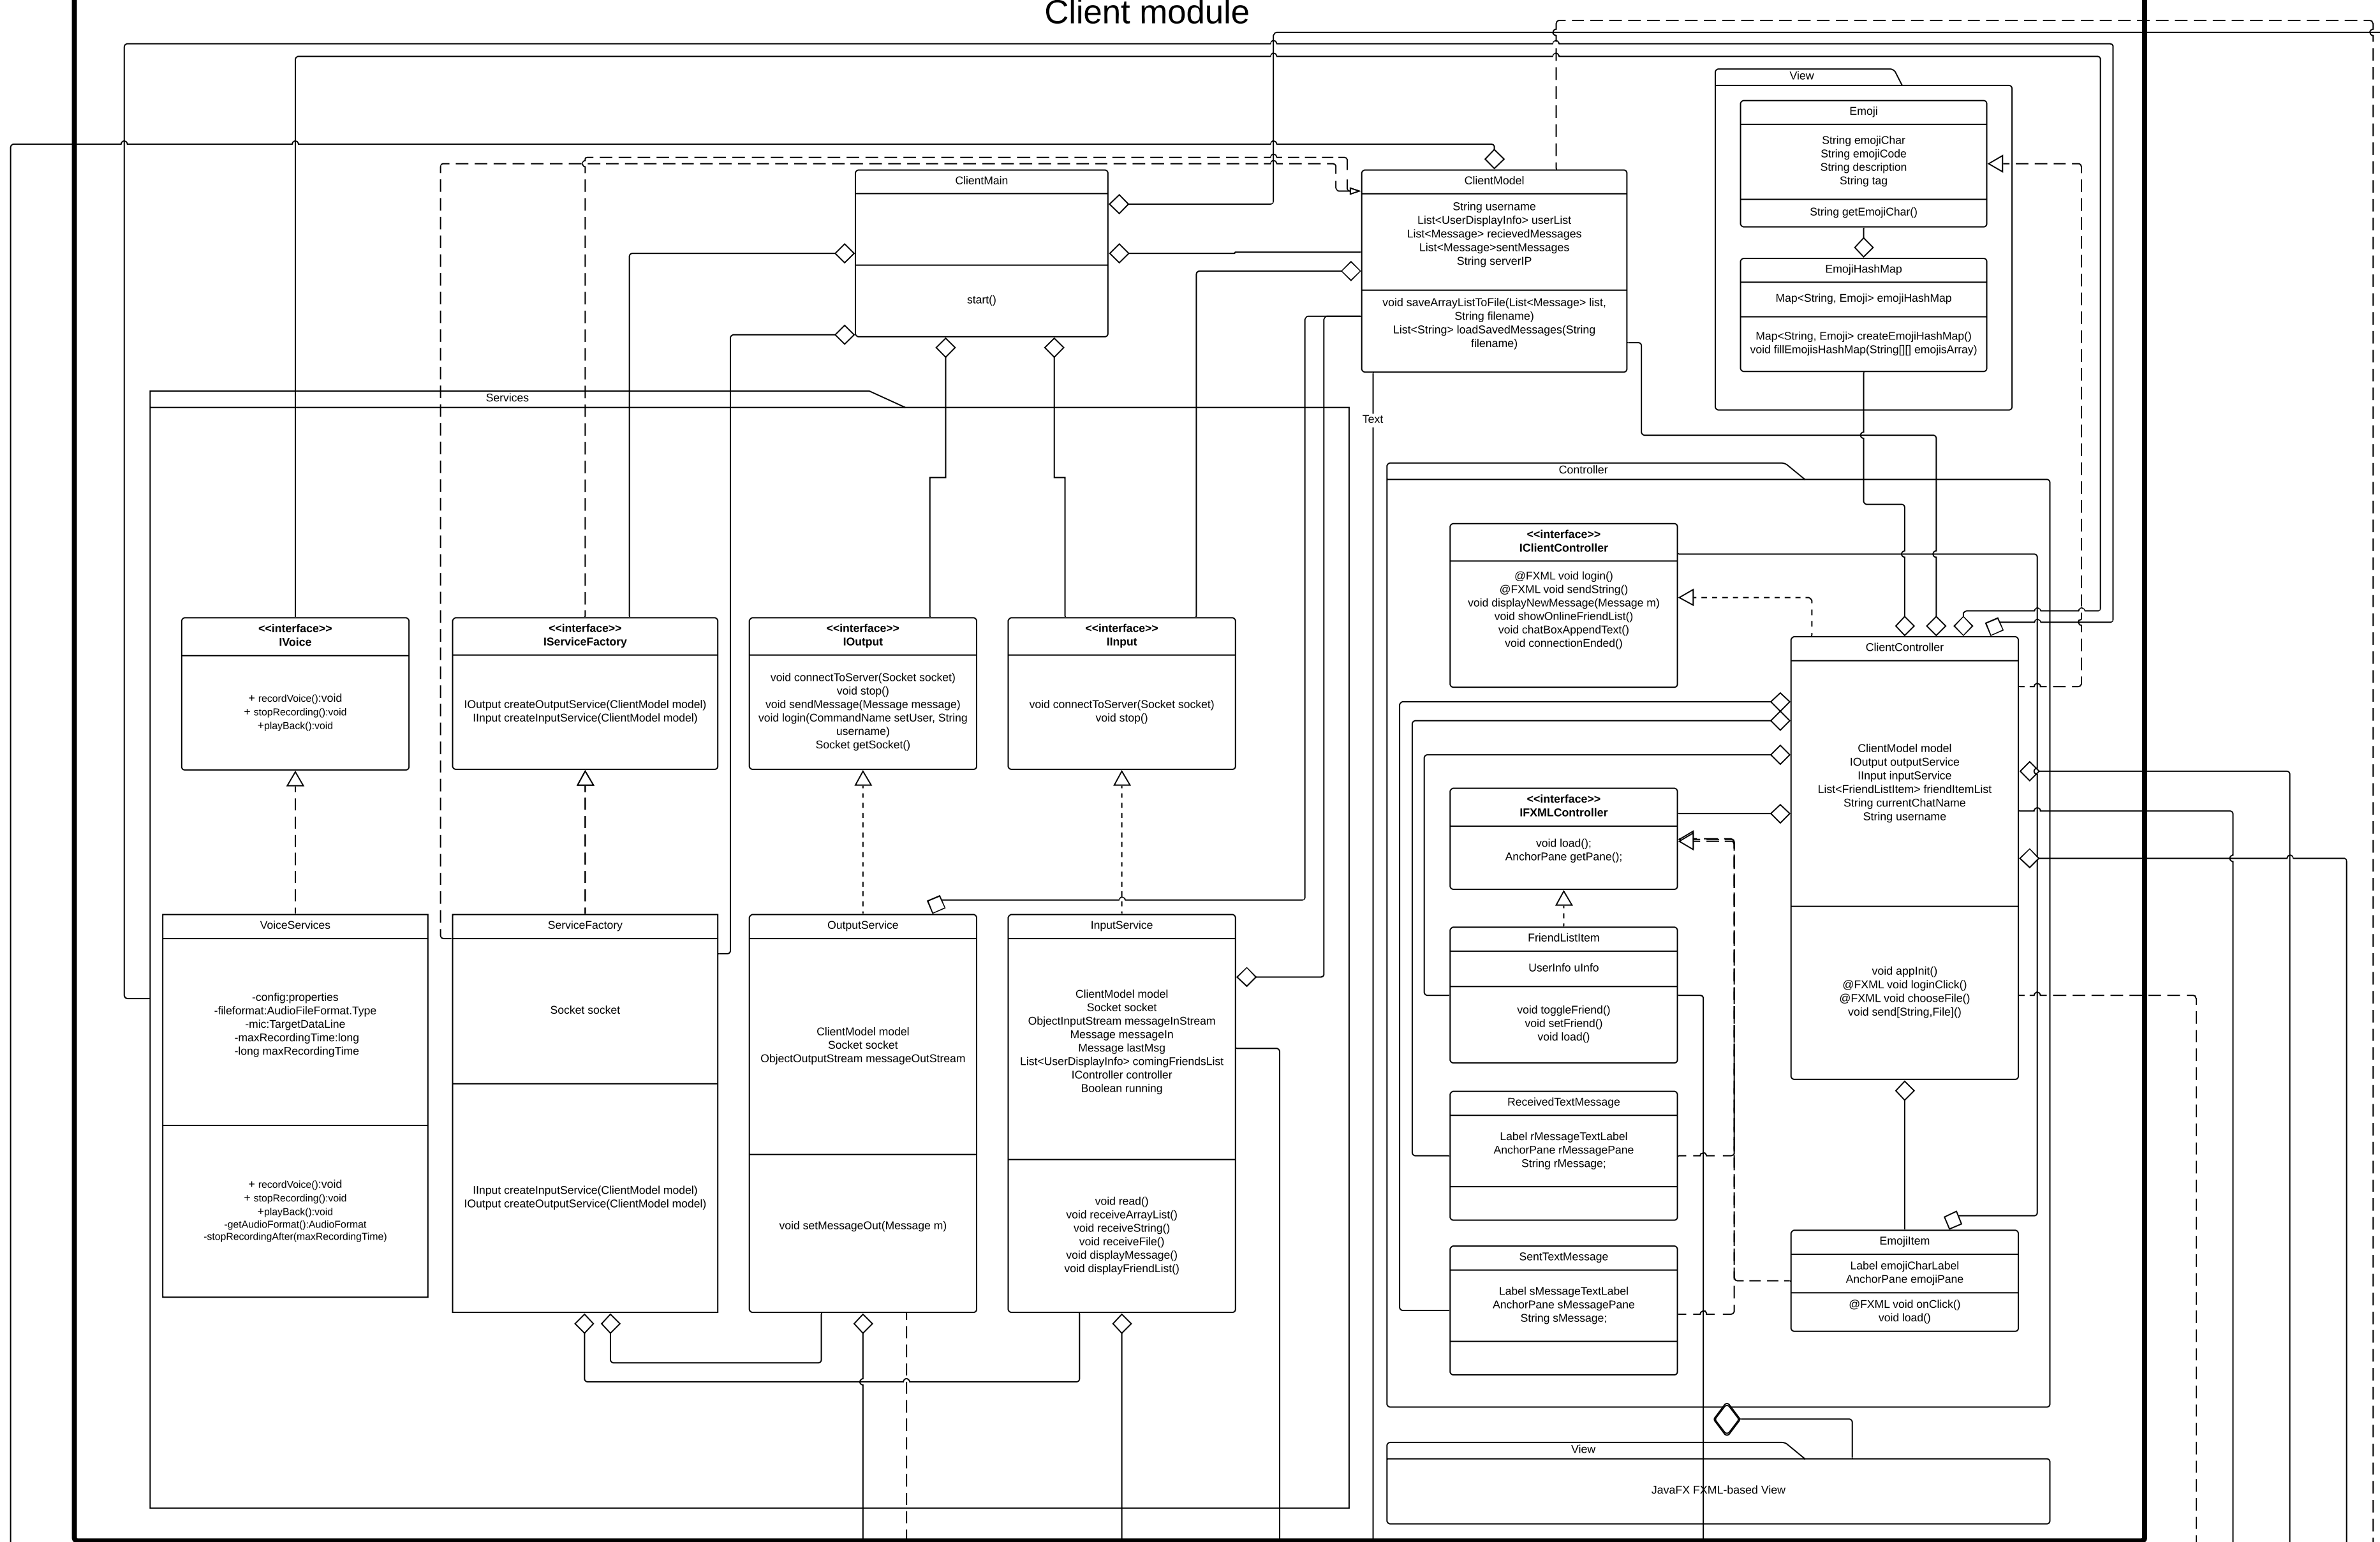 Client module
View
Emoji
String emojiChar
String emojiCode
String description
String tag
String getEmojiChar()
EmojiHashMap
Map<String, Emoji> emojiHashMap
Map<String, Emoji> createEmojiHashMap()
void fillEmojisHashMap(String[][] emojisArray)
ClientMain
start()
ClientModel
String username
List<UserDisplayInfo> userList
List<Message> recievedMessages
List<Message>sentMessages
String serverIP
void saveArrayListToFile(List<Message> list,
String filename)
List<String> loadSavedMessages(String
filename)
Text
Services
<<interface>>
IVoice
+ recordVoice():void
+ stopRecording():void
+playBack():void
<<interface>>
IServiceFactory
IOutput createOutputService(ClientModel model)
IInput createInputService(ClientModel model)
<<interface>>
IOutput
void connectToServer(Socket socket)
void stop()
void sendMessage(Message message)
void login(CommandName setUser, String
username)
Socket getSocket()
<<interface>>
IInput
void connectToServer(Socket socket)
void stop()
VoiceServices
-config:properties
-fileformat:AudioFileFormat.Type
-mic:TargetDataLine
-maxRecordingTime:long
-long maxRecordingTime
+ recordVoice():void
+ stopRecording():void
+playBack():void
-getAudioFormat():AudioFormat
-stopRecordingAfter(maxRecordingTime)
ServiceFactory
Socket socket
IInput createInputService(ClientModel model)
IOutput createOutputService(ClientModel model)
OutputService
ClientModel model
Socket socket
ObjectOutputStream messageOutStream
void setMessageOut(Message m)
InputService
ClientModel model
Socket socket
ObjectInputStream messageInStream
Message messageIn
Message lastMsg
List<UserDisplayInfo> comingFriendsList
IController controller
Boolean running
void read()
void receiveArrayList()
void receiveString()
void receiveFile()
void displayMessage()
void displayFriendList()
Controller
<<interface>>
IClientController
@FXML void login()
@FXML void sendString()
void displayNewMessage(Message m)
void showOnlineFriendList()
void chatBoxAppendText()
void connectionEnded()
<<interface>>
IFXMLController
void load();
AnchorPane getPane();
FriendListItem
UserInfo uInfo
void toggleFriend()
void setFriend()
void load()
ReceivedTextMessage
Label rMessageTextLabel
AnchorPane rMessagePane
String rMessage;
SentTextMessage
Label sMessageTextLabel
AnchorPane sMessagePane
String sMessage;
ClientController
ClientModel model
IOutput outputService
IInput inputService
List<FriendListItem> friendItemList
String currentChatName
String username
void appInit()
@FXML void loginClick()
@FXML void chooseFile()
void send[String,File]()
EmojiItem
Label emojiCharLabel
AnchorPane emojiPane
@FXML void onClick()
void load()
View
JavaFX FXML-based View